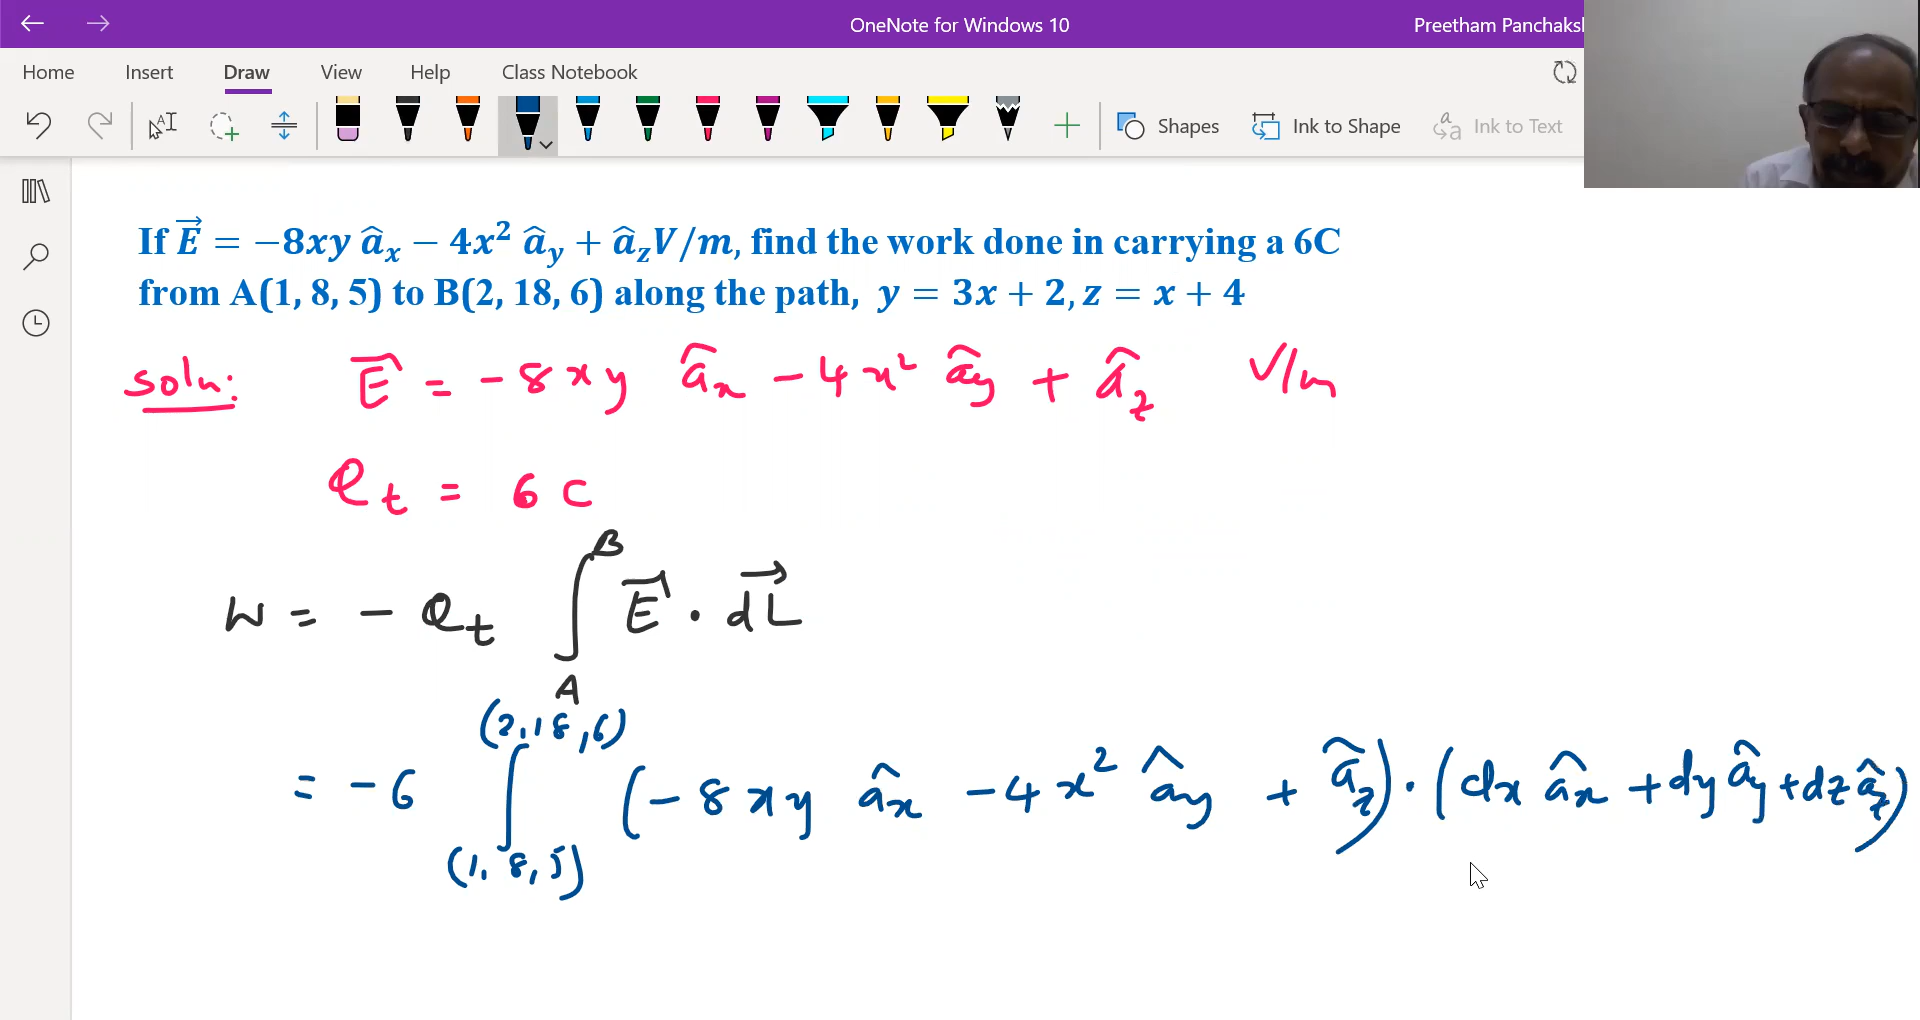 OneNote for Windows 10
Preetham Panchaksh
Home Insert Draw View Help Class Notebook
Shapes Ink to Shape Ink to Text
If E⃗ = −8xy âx − 4x² ây + âz V/m, find the work done in carrying a 6C
from A(1, 8, 5) to B(2, 18, 6) along the path, y = 3x + 2, z = x + 4
soln: E⃗ = −8xy âx − 4x² ây + âz V/m
Qt = 6 C
W = − Qt ∫_A^B E⃗ · dL⃗
= −6 ∫_(1,8,5)^(2,18,6) (−8xy âx − 4x² ây + âz) · (dx âx + dy ây + dz âz)